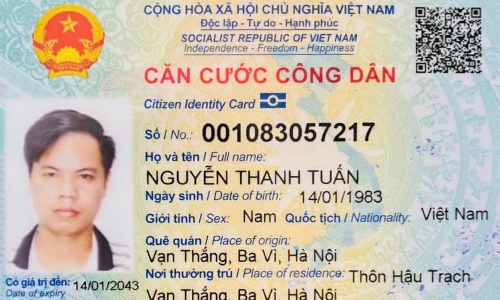 CỘNG HÒA XÃ HỘI CHỦ NGHĨA VIỆT NAM
Độc lập - Tự do - Hạnh phúc
SOCIALIST REPUBLIC OF VIET NAM
Independence - Freedom - Happiness
CĂN CƯỚC CÔNG DÂN
Citizen Identity Card
Số / No.: 001083057217
Họ và tên / Full name:
NGUYỄN THANH TUẤN
Ngày sinh / Date of birth: 14/01/1983
Giới tính / Sex: Nam Quốc tịch / Nationality: Việt Nam
Quê quán / Place of origin:
Vạn Thắng, Ba Vì, Hà Nội
Nơi thường trú / Place of residence: Thôn Hậu Trạch
Vạn Thắng, Ba Vì, Hà Nội
Có giá trị đến: 14/01/2043
Date of expiry